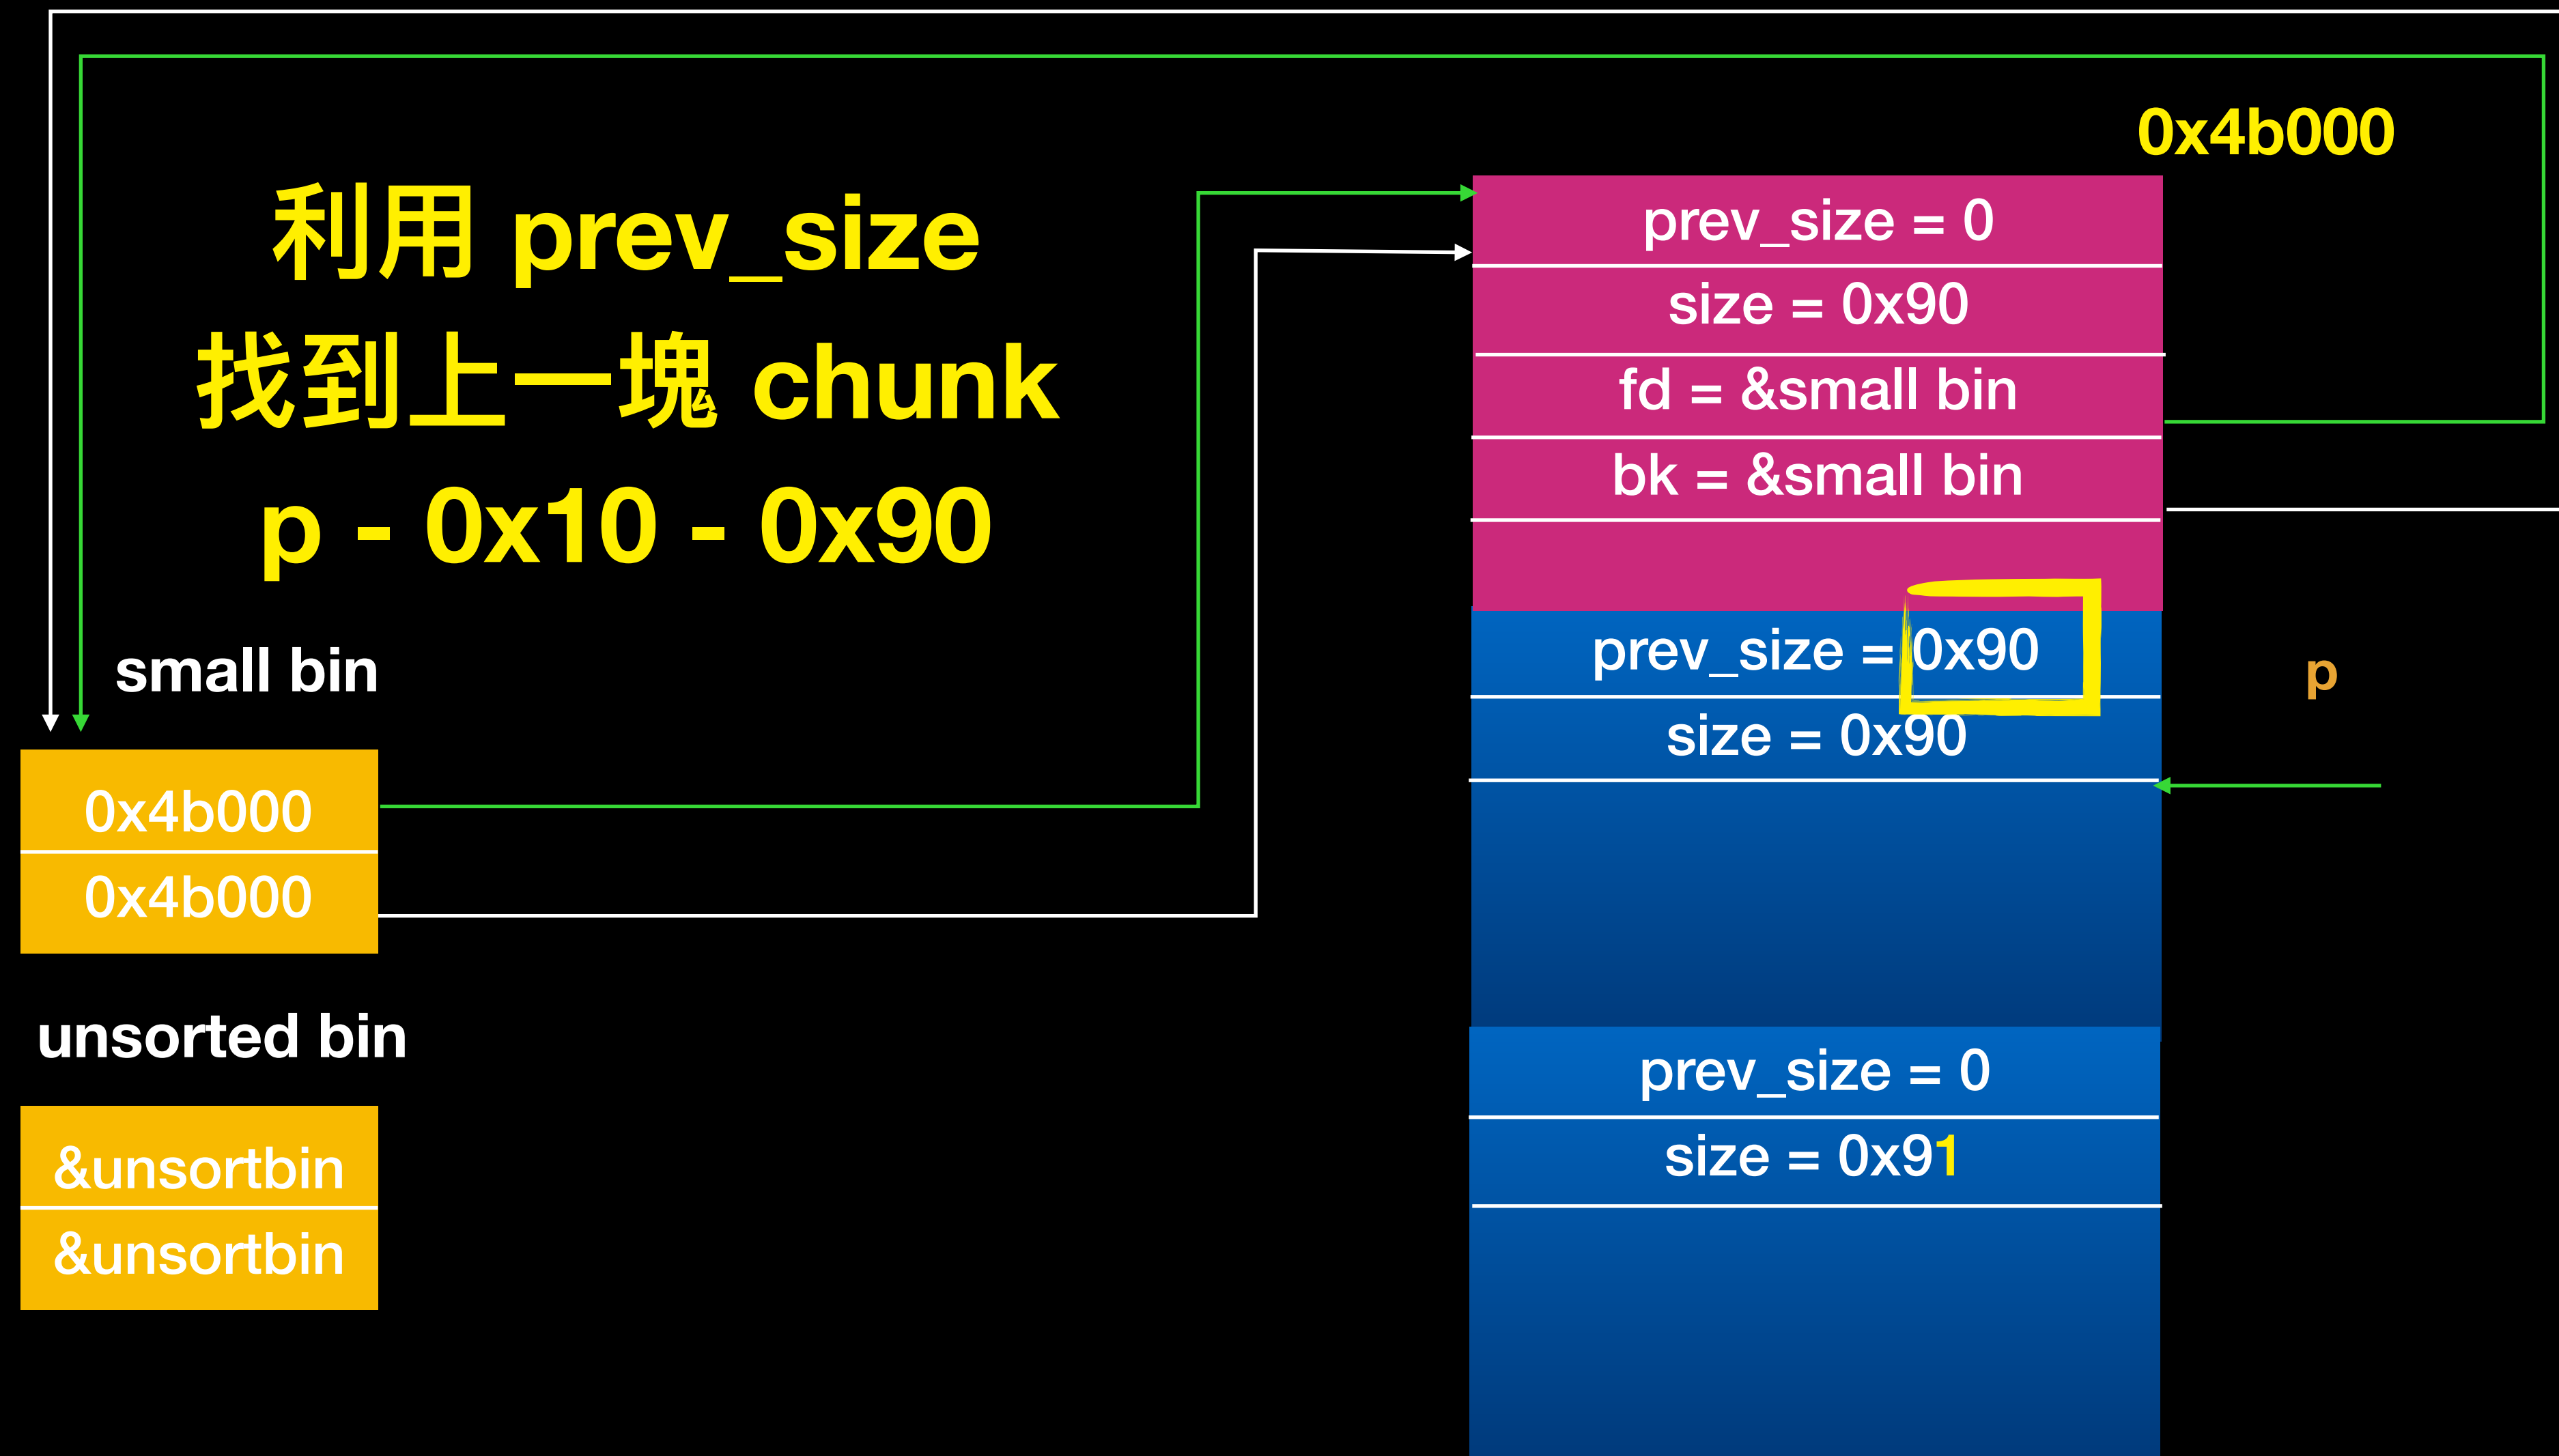 利用 prev_size
找到上一塊 chunk
p - 0x10 - 0x90
small bin
0x4b000
0x4b000
unsorted bin
&unsortbin
&unsortbin
0x4b000
prev_size = 0
size = 0x90
fd = &small bin
bk = &small bin
prev_size = 0x90
size = 0x90
p
prev_size = 0
size = 0x91